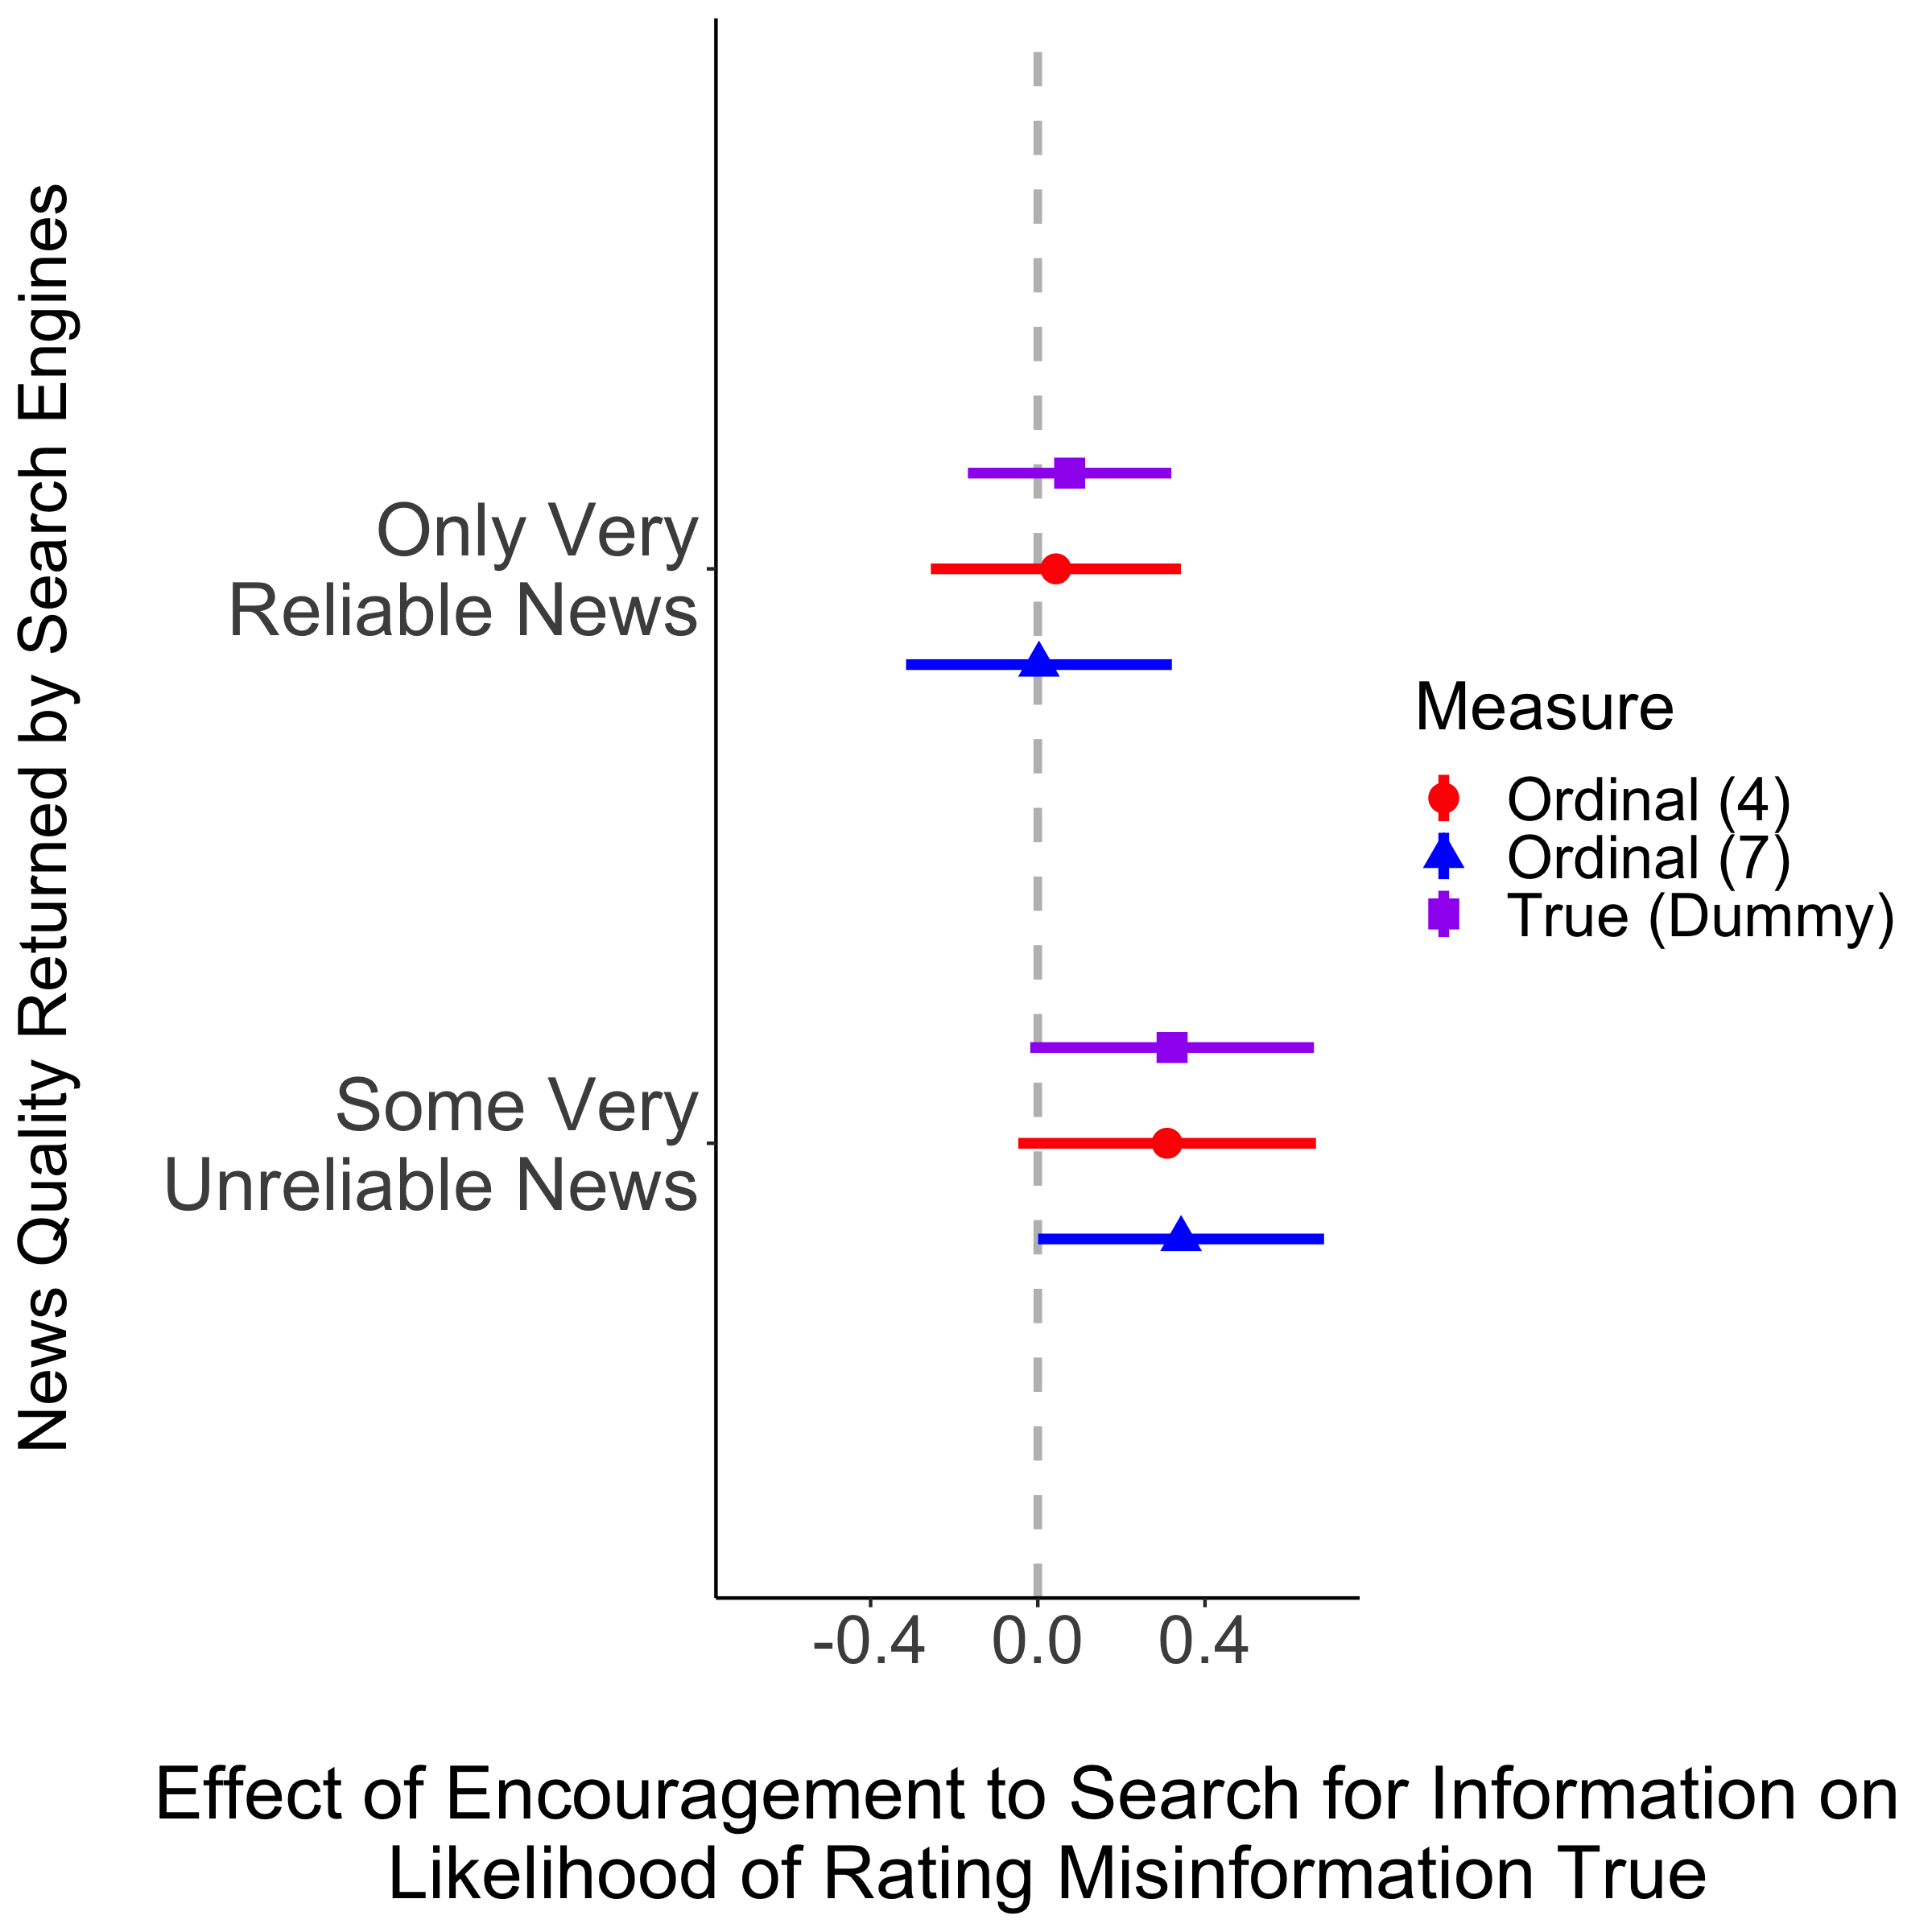 News Quality Returned by Search Engines
Only Very
Reliable News
Some Very
Unreliable News
Measure
Ordinal (4)
Ordinal (7)
True (Dummy)
-0.4 0.0 0.4
Effect of Encouragement to Search for Information on
Likelihood of Rating Misinformation True